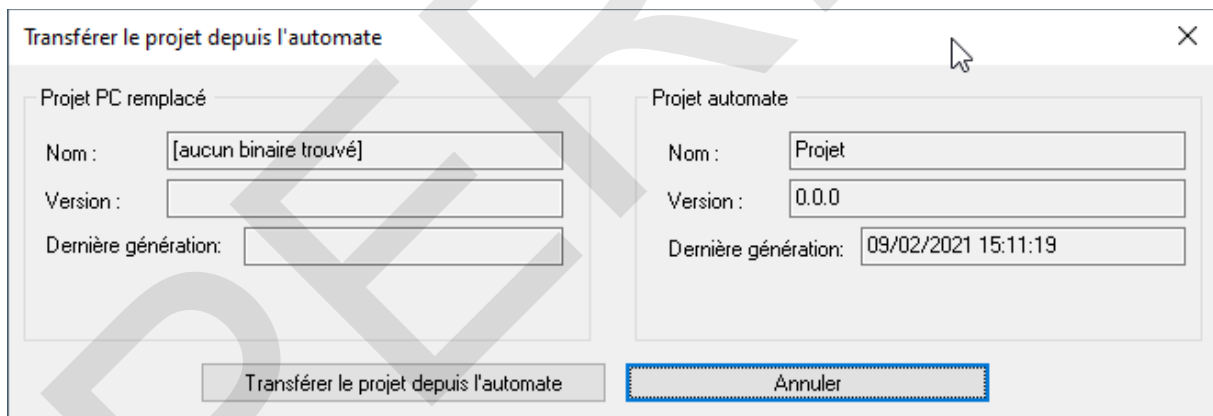 Transférer le projet depuis l'automate
Projet PC remplacé
Nom : [aucun binaire trouvé]
Version :
Dernière génération:
Projet automate
Nom : Projet
Version : 0.0.0
Dernière génération: 09/02/2021 15:11:19
Transférer le projet depuis l'automate
Annuler